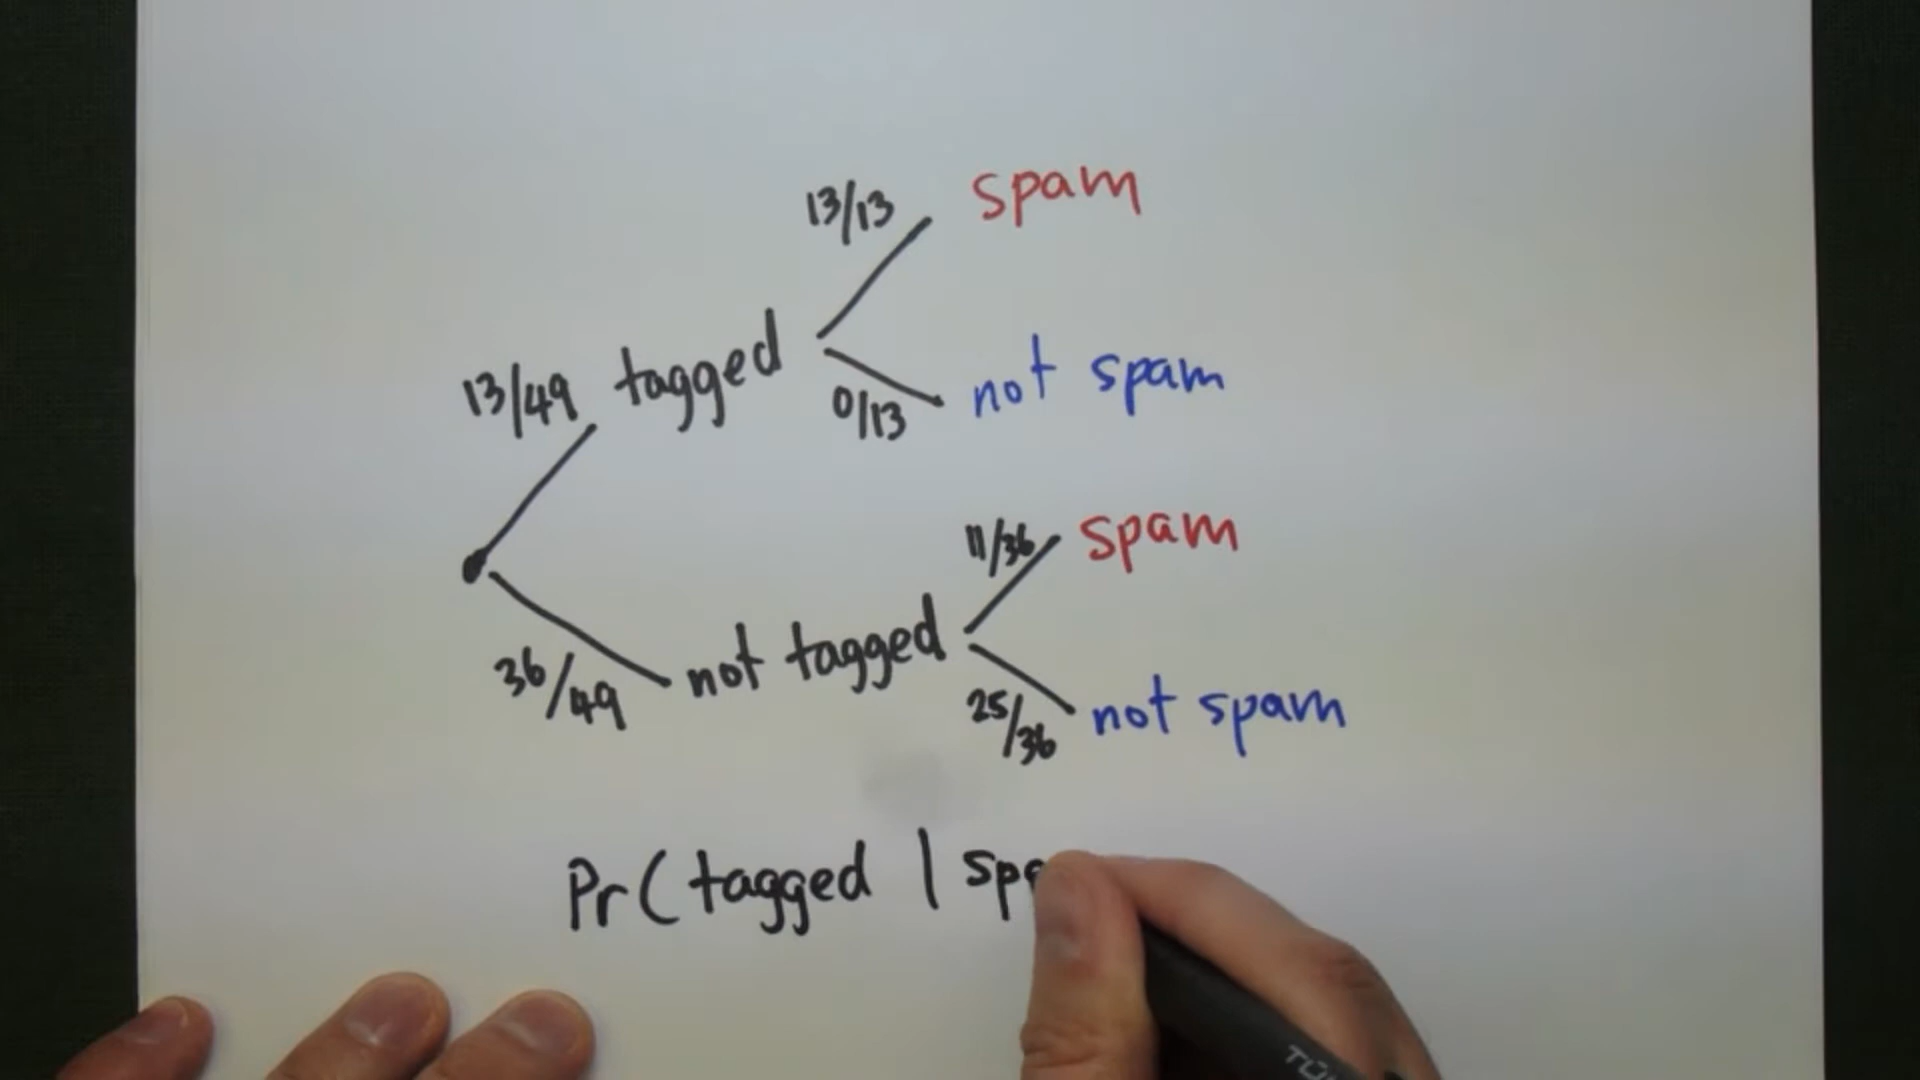 13/13 spam
13/49 tagged
0/13 not spam
11/36 spam
36/49 not tagged
25/36 not spam
Pr(tagged |